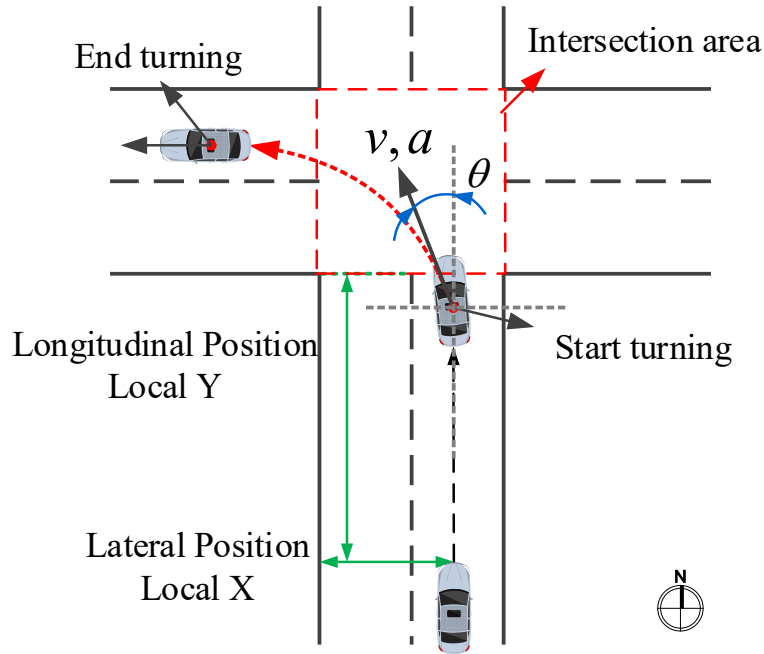 End turning
Intersection area
v, a
θ
Longitudinal Position
Local Y
Start turning
Lateral Position
Local X
N